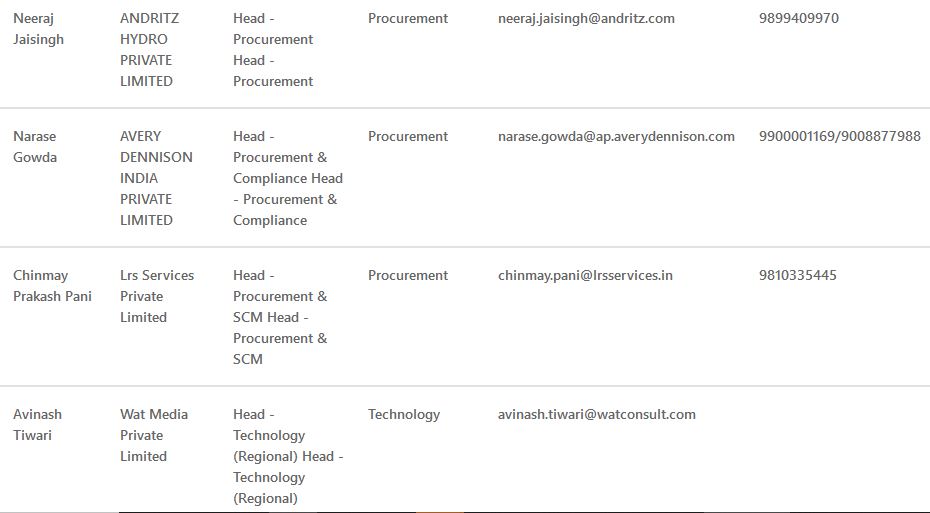 Neeraj Jaisingh
ANDRITZ HYDRO PRIVATE LIMITED
Head - Procurement Head - Procurement
Procurement
neeraj.jaisingh@andritz.com
9899409970
Narase Gowda
AVERY DENNISON INDIA PRIVATE LIMITED
Head - Procurement & Compliance Head - Procurement & Compliance
Procurement
narase.gowda@ap.averydennison.com
9900001169/9008877988
Chinmay Prakash Pani
Lrs Services Private Limited
Head - Procurement & SCM Head - Procurement & SCM
Procurement
chinmay.pani@lrsservices.in
9810335445
Avinash Tiwari
Wat Media Private Limited
Head - Technology (Regional) Head - Technology (Regional)
Technology
avinash.tiwari@watconsult.com